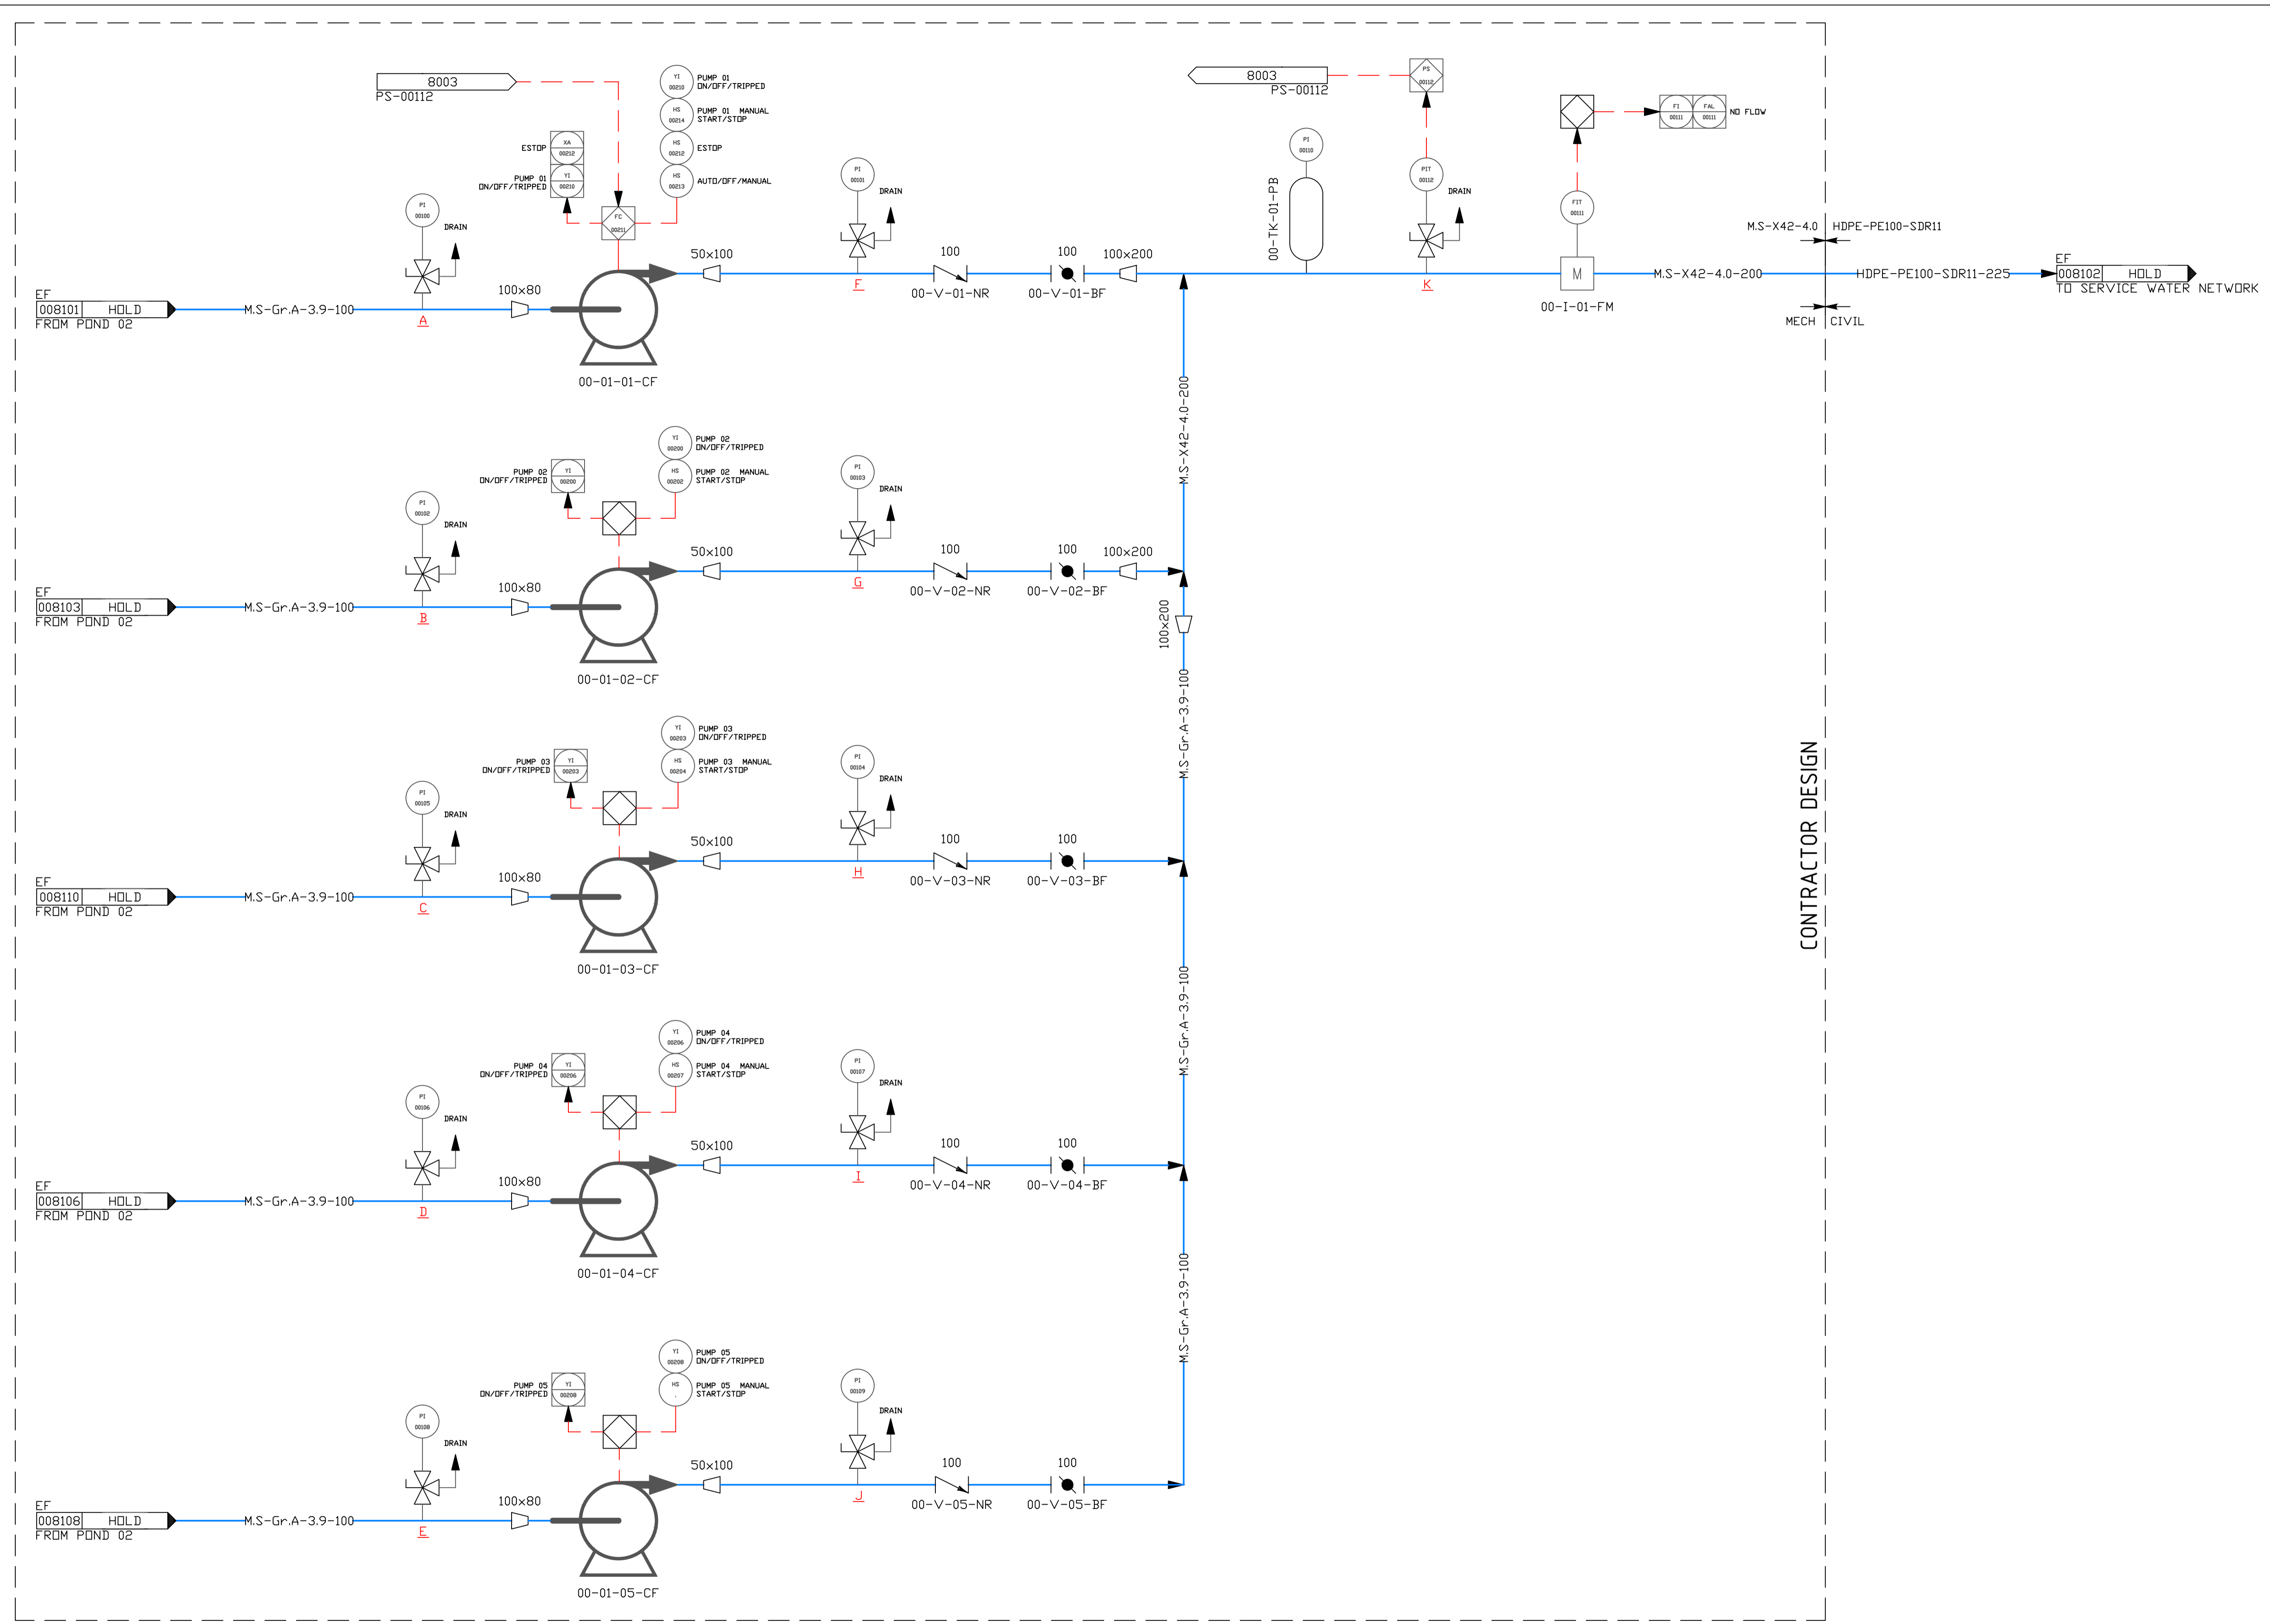 8003
PS-00112
YI
00210
PUMP 01
ON/OFF/TRIPPED
HS
00214
PUMP 01 MANUAL
START/STOP
HS
00212
ESTOP
HS
00213
AUTO/OFF/MANUAL
ESTOP
XA
00212
PUMP 01
ON/OFF/TRIPPED
YI
00210
FC
00211
PI
00100
DRAIN
PI
00101
DRAIN
8003
PS-00112
PS
00112
PI
00110
00-TK-01-PB
PIT
00112
DRAIN
FIT
00111
FI
00111
FAL
00111
NO FLOW
EF
008101 HOLD
FROM POND 02
M.S-Gr.A-3.9-100
A
100x80
00-01-01-CF
50x100
F
100
00-V-01-NR
100
00-V-01-BF
100x200
K
M
00-I-01-FM
M.S-X42-4.0-200
M.S-X42-4.0
HDPE-PE100-SDR11
HDPE-PE100-SDR11-225
MECH
CIVIL
EF
008102 HOLD
TO SERVICE WATER NETWORK
M.S-X42-4.0-200
YI
00200
PUMP 02
ON/OFF/TRIPPED
HS
00202
PUMP 02 MANUAL
START/STOP
PUMP 02
ON/OFF/TRIPPED
YI
00200
PI
00102
DRAIN
PI
00103
DRAIN
EF
008103 HOLD
FROM POND 02
M.S-Gr.A-3.9-100
B
100x80
00-01-02-CF
50x100
G
100
00-V-02-NR
100
00-V-02-BF
100x200
100x200
M.S-Gr.A-3.9-100
YI
00203
PUMP 03
ON/OFF/TRIPPED
HS
00204
PUMP 03 MANUAL
START/STOP
PUMP 03
ON/OFF/TRIPPED
YI
00203
PI
00105
DRAIN
PI
00104
DRAIN
EF
008110 HOLD
FROM POND 02
M.S-Gr.A-3.9-100
C
100x80
00-01-03-CF
50x100
H
100
00-V-03-NR
100
00-V-03-BF
M.S-Gr.A-3.9-100
CONTRACTOR DESIGN
YI
00206
PUMP 04
ON/OFF/TRIPPED
HS
00207
PUMP 04 MANUAL
START/STOP
PUMP 04
ON/OFF/TRIPPED
YI
00206
PI
00106
DRAIN
PI
00107
DRAIN
EF
008106 HOLD
FROM POND 02
M.S-Gr.A-3.9-100
D
100x80
00-01-04-CF
50x100
I
100
00-V-04-NR
100
00-V-04-BF
M.S-Gr.A-3.9-100
YI
00208
PUMP 05
ON/OFF/TRIPPED
HS
.
PUMP 05 MANUAL
START/STOP
PUMP 05
ON/OFF/TRIPPED
YI
00208
PI
00108
DRAIN
PI
00109
DRAIN
EF
008108 HOLD
FROM POND 02
M.S-Gr.A-3.9-100
E
100x80
00-01-05-CF
50x100
J
100
00-V-05-NR
100
00-V-05-BF